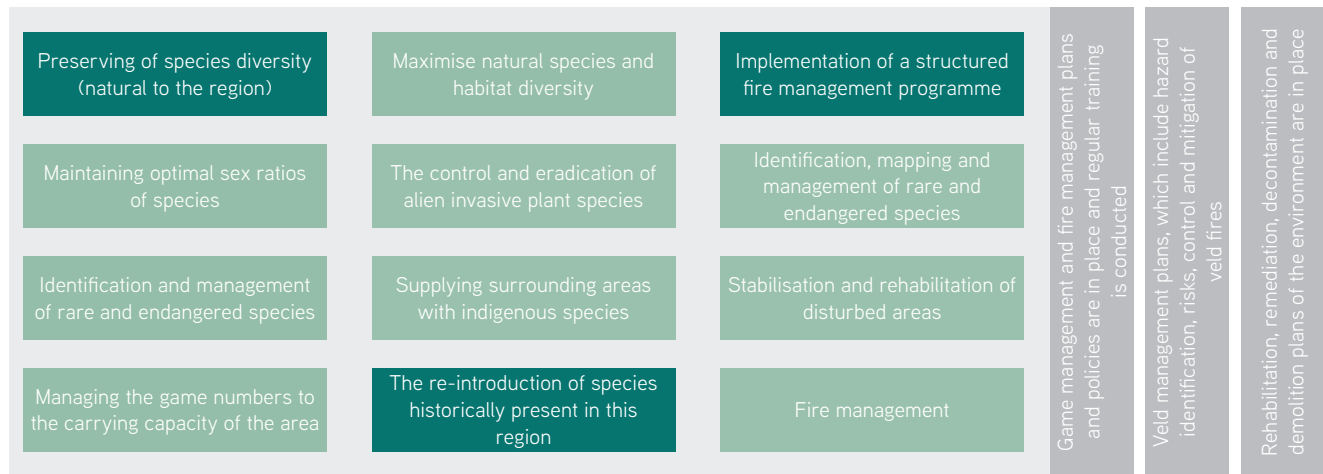 Preserving of species diversity
(natural to the region)
Maximise natural species and
habitat diversity
Implementation of a structured
fire management programme
Maintaining optimal sex ratios
of species
The control and eradication of
alien invasive plant species
Identification, mapping and
management of rare and
endangered species
Identification and management
of rare and endangered species
Supplying surrounding areas
with indigenous species
Stabilisation and rehabilitation of
disturbed areas
Managing the game numbers to
the carrying capacity of the area
The re-introduction of species
historically present in this
region
Fire management
Game management and fire management plans
and policies are in place and regular training
is conducted
Veld management plans, which include hazard
identification, risks, control and mitigation of
veld fires
Rehabilitation, remediation, decontamination and
demolition plans of the environment are in place